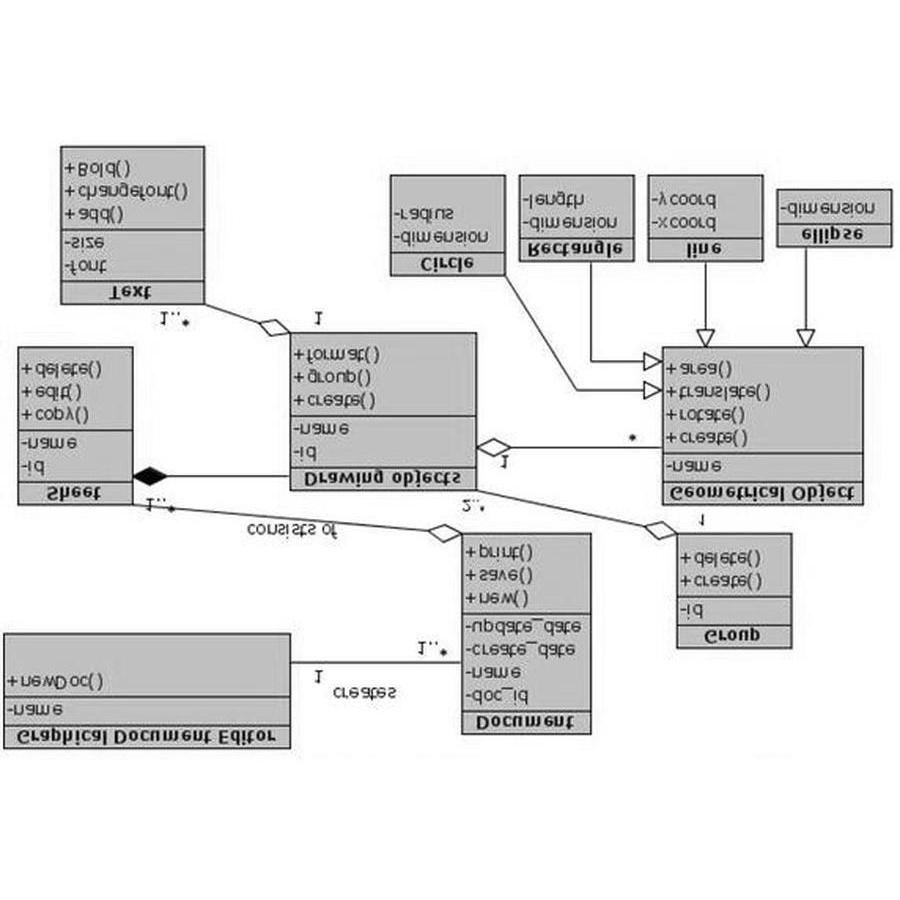 Graphical Document Editor
-name
+newDoc()
1
creates
1..*
Document
-doc_id
-name
-create_date
-update_date
+new()
+save()
+print()
Group
-id
+create()
+delete()
1
2..*
consists of
1..*
Sheet
-id
-name
+copy()
+edit()
+delete()
Drawing objects
-id
-name
+create()
+group()
+format()
1
*
Geometrical Object
-name
+create()
+rotate()
+translate()
+area()
1
1..*
Text
-font
-size
+add()
+changefont()
+Bold()
Circle
-dimension
-radius
Rectangle
-dimension
-length
line
-xcoord
-ycoord
ellipse
-dimension